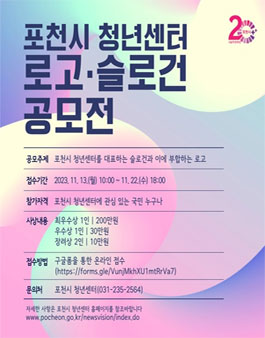 포천시 청년센터
로고·슬로건
공모전
공모주제 포천시 청년센터를 대표하는 슬로건과 이에 부합하는 로고
접수기간 2023. 11. 13.(월) 10:00 ~ 11. 22.(수) 18:00
참가자격 포천시 청년센터에 관심 있는 국민 누구나
시상내용 최우수상 1인 | 200만원
우수상 1인 | 30만원
장려상 2인 | 10만원
접수방법 구글폼을 통한 온라인 접수
(https://forms.gle/VunjMkhXU1mtRrVa7)
문의처 포천시 청년센터(031-235-2564)
자세한 사항은 포천시 청년센터 홈페이지를 참조바랍니다
www.pocheon.go.kr/newsvision/index.do